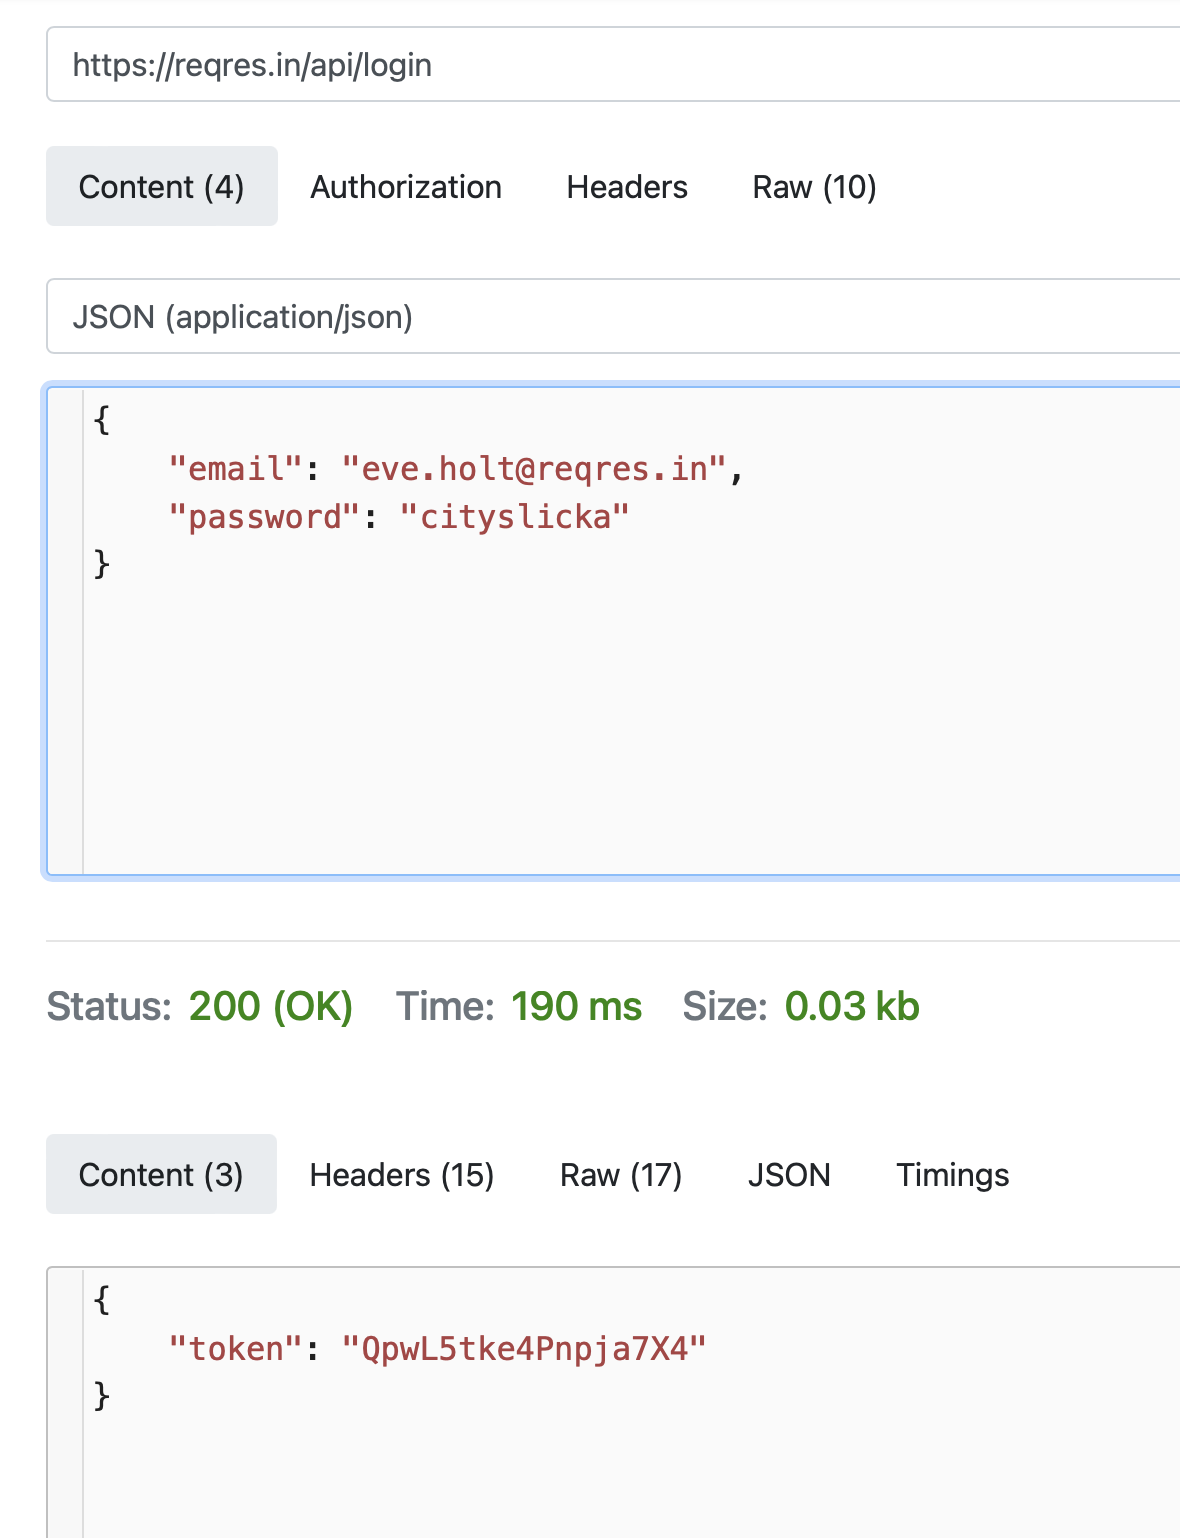 https://reqres.in/api/login
Content (4) Authorization Headers Raw (10)
JSON (application/json)
{
"email": "eve.holt@reqres.in",
"password": "cityslicka"
}
Status: 200 (OK) Time: 190 ms Size: 0.03 kb
Content (3) Headers (15) Raw (17) JSON Timings
{
"token": "QpwL5tke4Pnpja7X4"
}